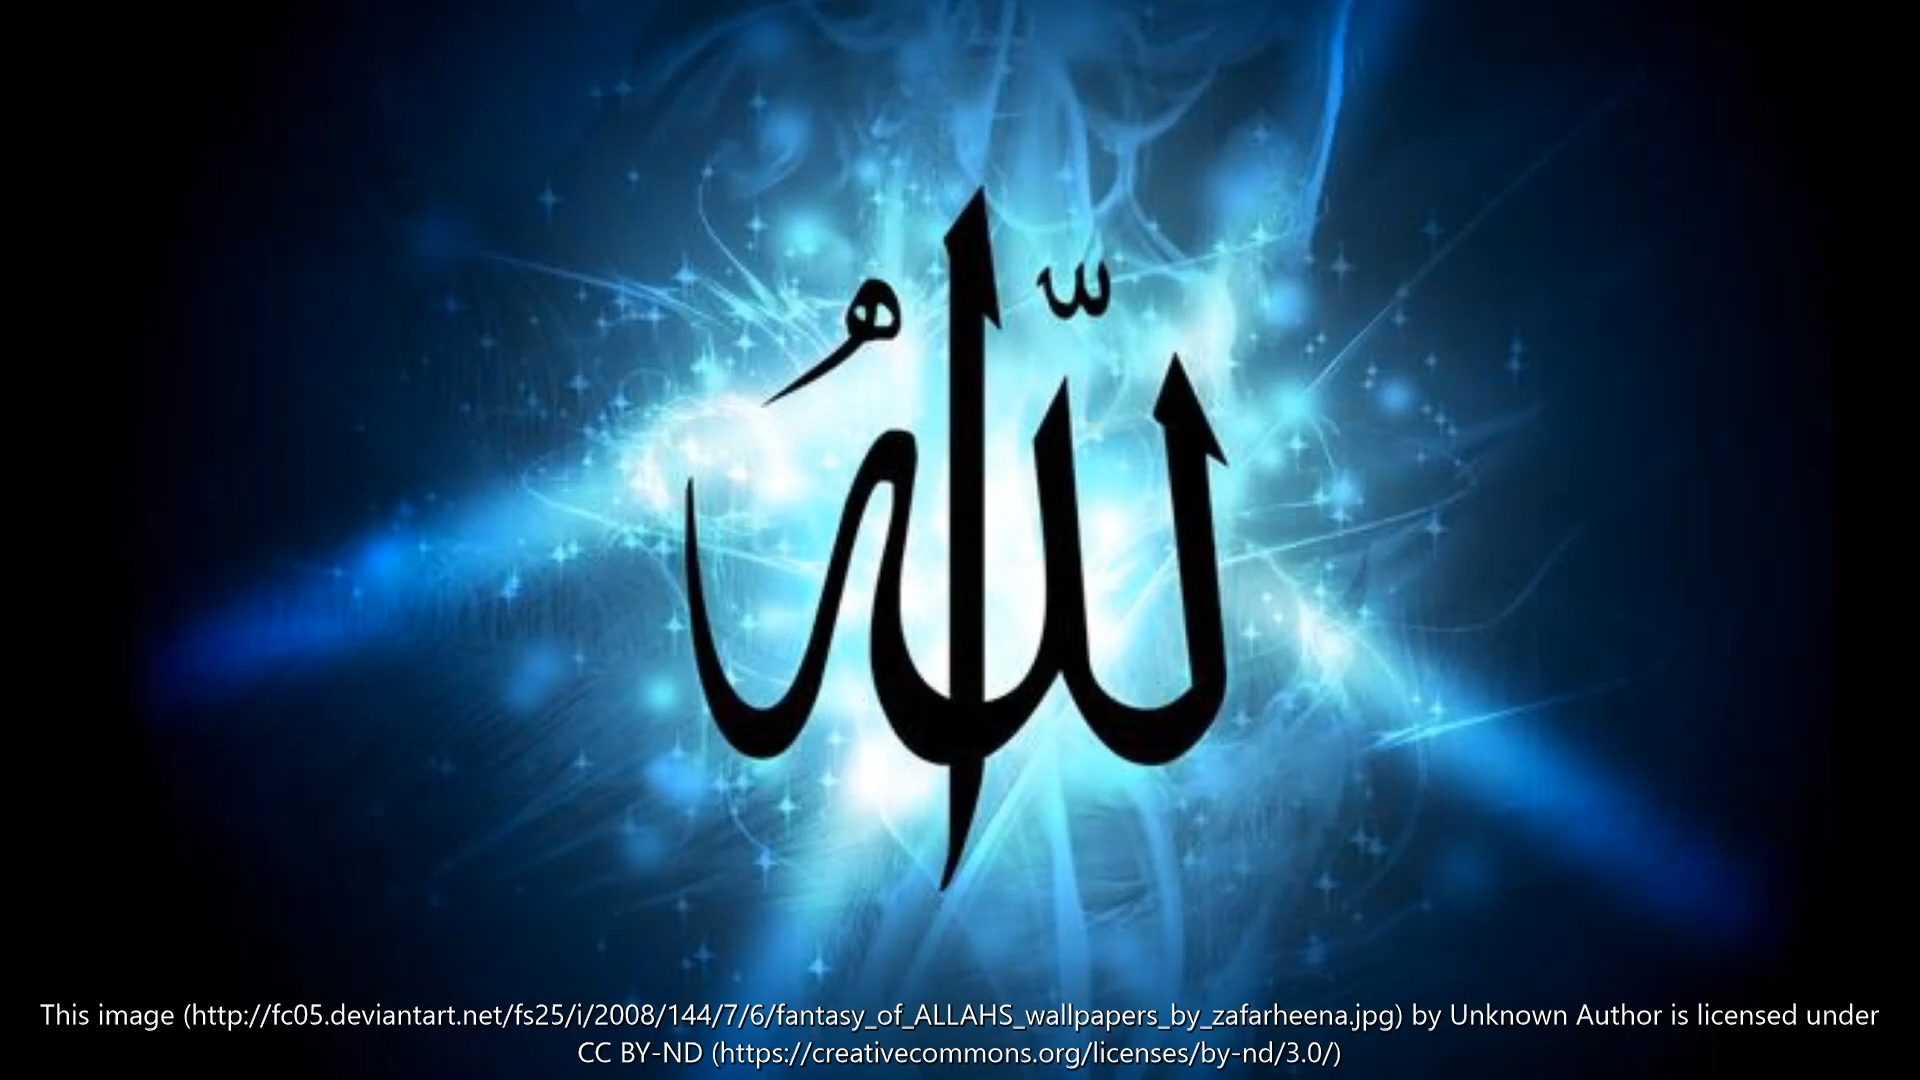 الله
This image (http://fc05.deviantart.net/fs25/i/2008/144/7/6/fantasy_of_ALLAHS_wallpapers_by_zafarheena.jpg) by Unknown Author is licensed under
CC BY-ND (https://creativecommons.org/licenses/by-nd/3.0/)